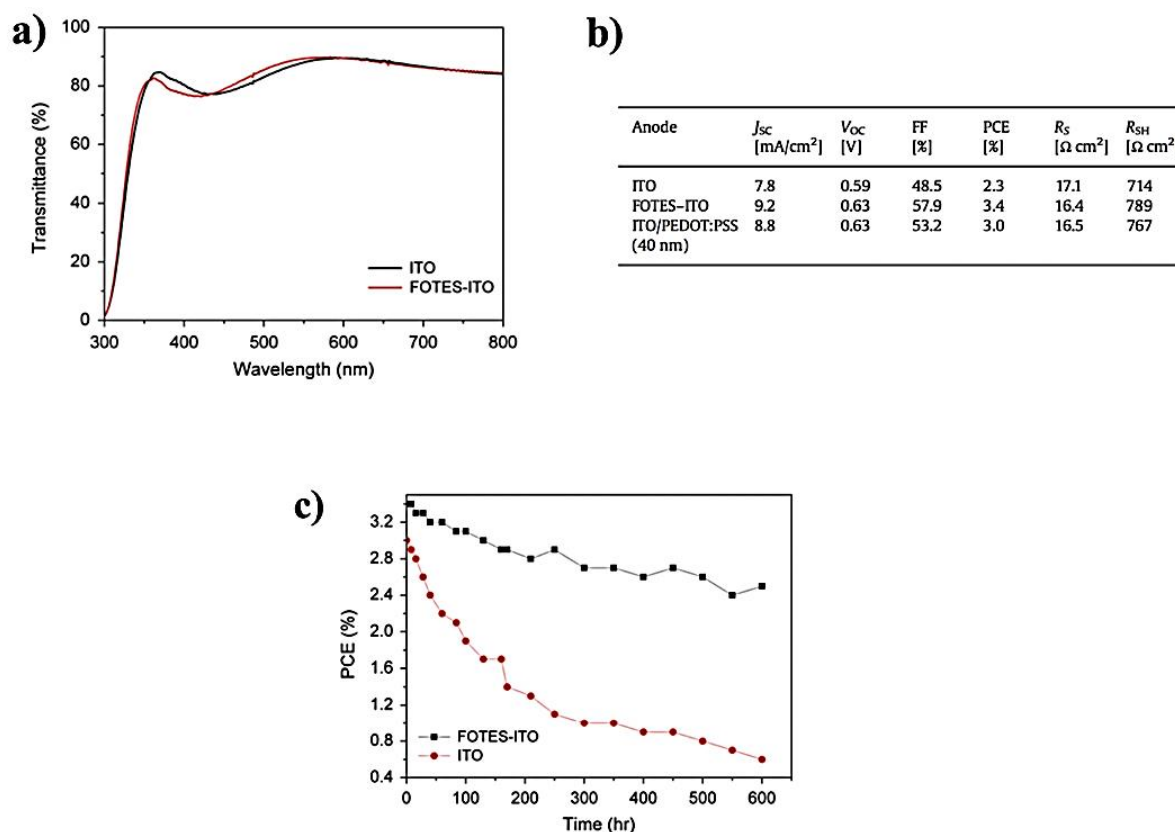 a)
100
80
60
40
20
0
Transmittance (%)
ITO
FOTES-ITO
300 400 500 600 700 800
Wavelength (nm)
b)
Anode J_SC V_OC FF PCE R_S R_SH
[mA/cm²] [V] [%] [%] [Ω cm²] [Ω cm²]
ITO 7.8 0.59 48.5 2.3 17.1 714
FOTES–ITO 9.2 0.63 57.9 3.4 16.4 789
ITO/PEDOT:PSS 8.8 0.63 53.2 3.0 16.5 767
(40 nm)
c)
3.2
2.8
2.4
2.0
1.6
1.2
0.8
0.4
PCE (%)
FOTES-ITO
ITO
0 100 200 300 400 500 600
Time (hr)